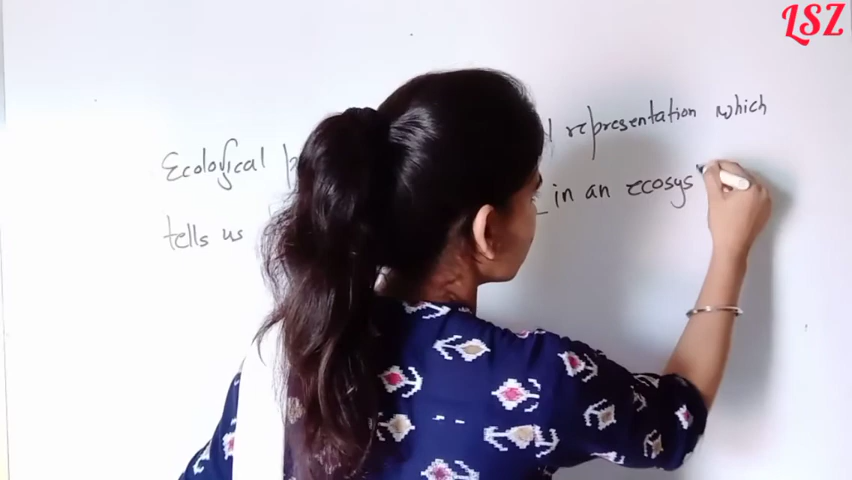 LSZ
Ecological representation which
tells us in an ecosys